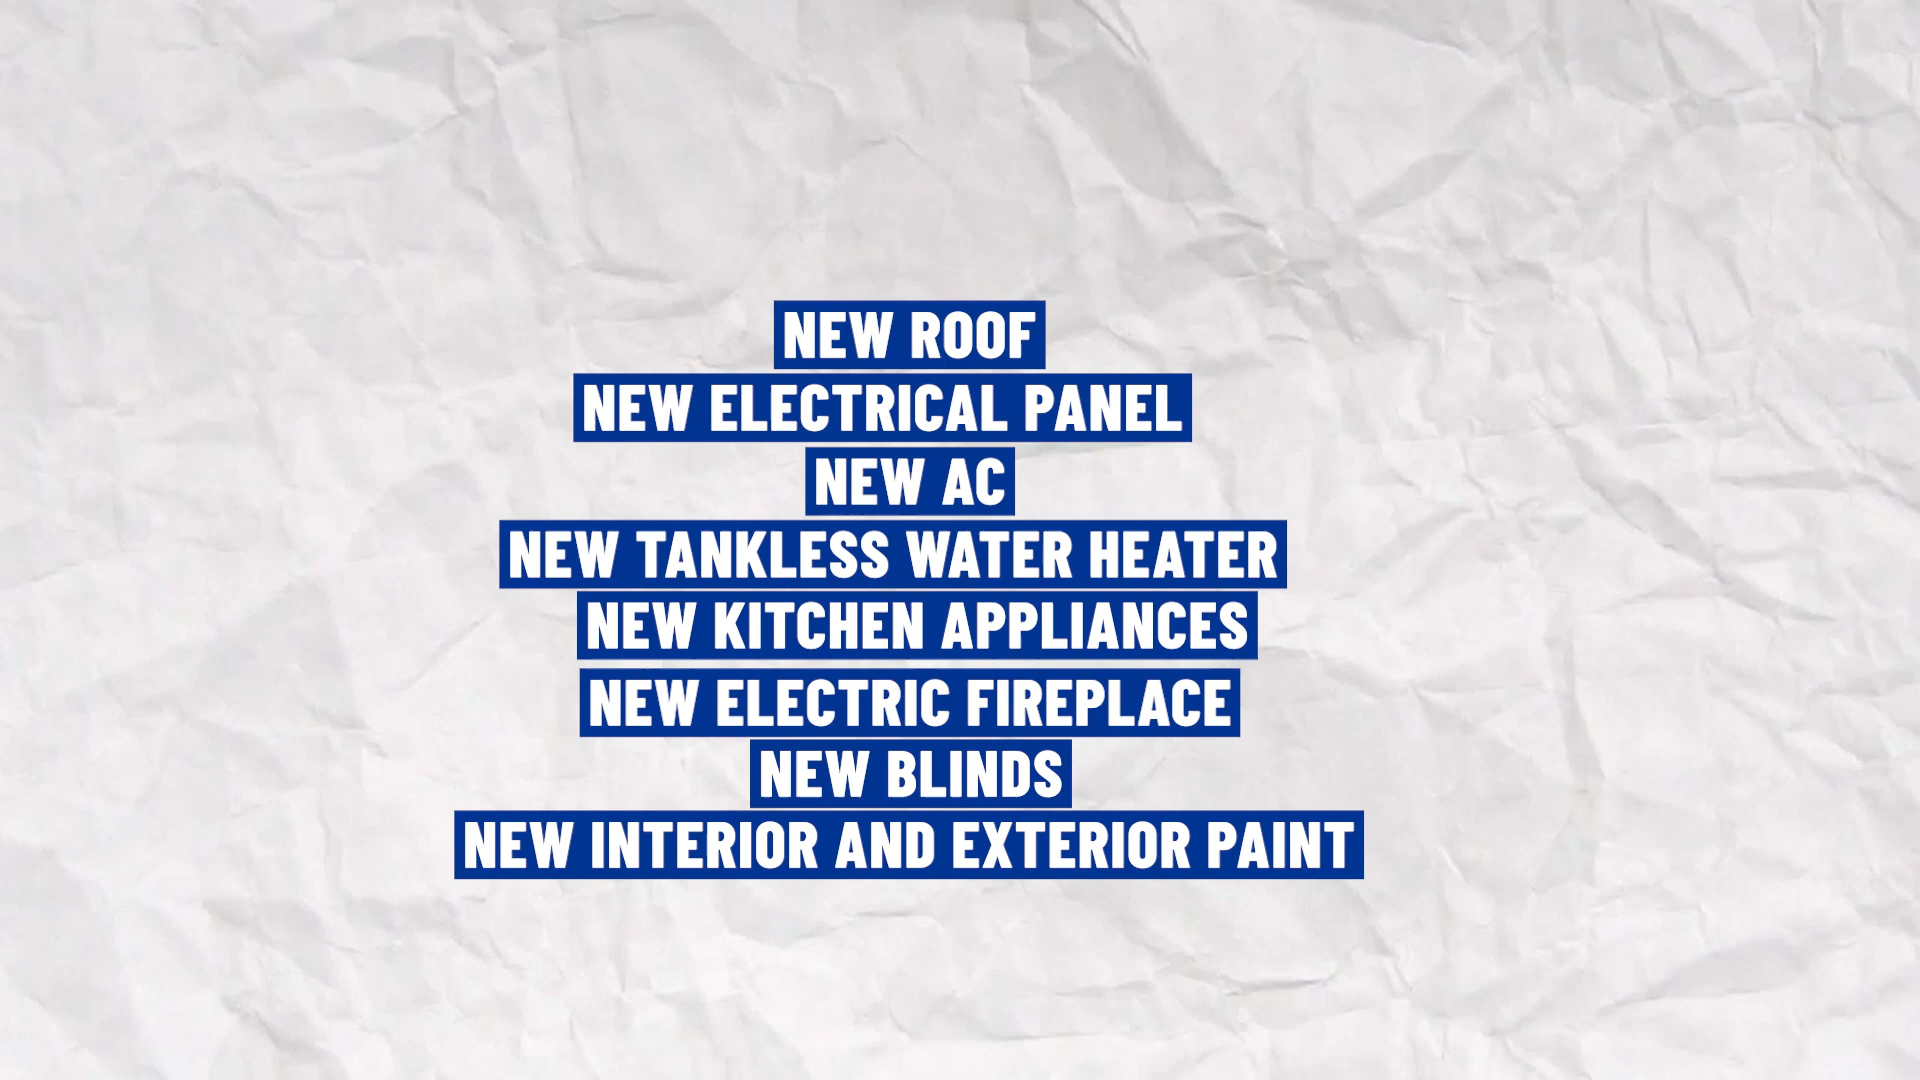 NEW ROOF
NEW ELECTRICAL PANEL
NEW AC
NEW TANKLESS WATER HEATER
NEW KITCHEN APPLIANCES
NEW ELECTRIC FIREPLACE
NEW BLINDS
NEW INTERIOR AND EXTERIOR PAINT